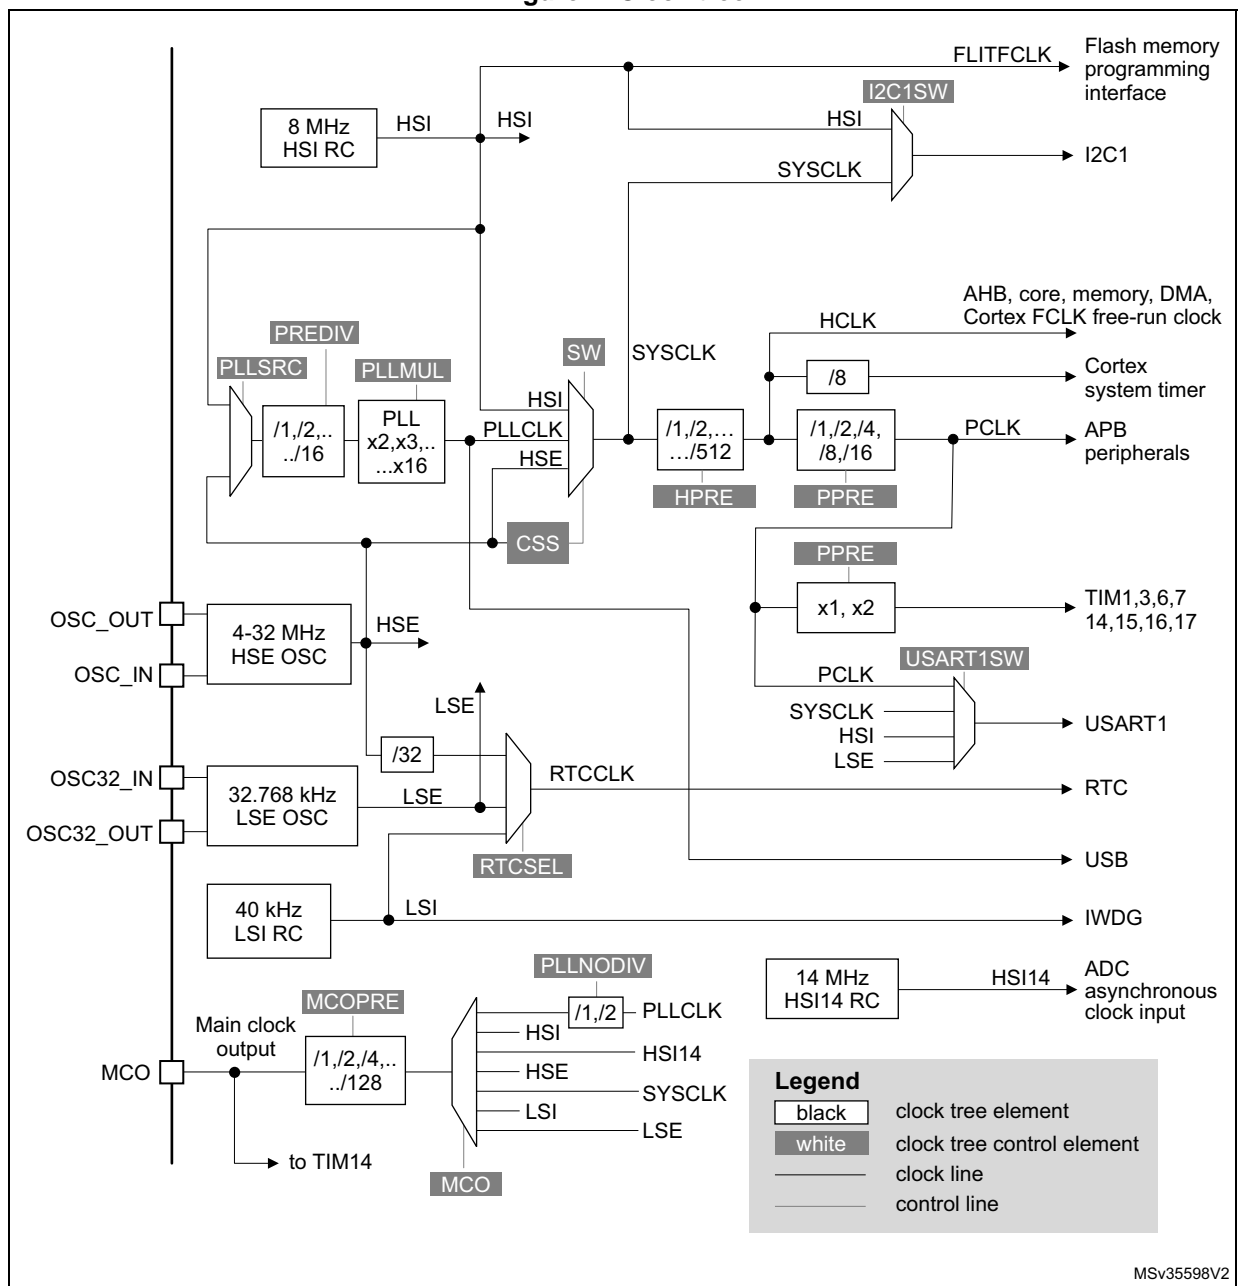 FLITFCLK
Flash memory
programming
interface
I2C1SW
8 MHz
HSI RC
HSI
HSI
HSI
I2C1
SYSCLK
AHB, core, memory, DMA,
Cortex FCLK free-run clock
HCLK
PREDIV
PLLSRC
PLLMUL
SW
SYSCLK
/8
Cortex
system timer
/1,/2,..
../16
PLL
x2,x3,..
...x16
HSI
PLLCLK
HSE
/1,/2,...
.../512
/1,/2,/4,
/8,/16
PCLK
APB
peripherals
HPRE
PPRE
CSS
PPRE
OSC_OUT
OSC_IN
4-32 MHz
HSE OSC
HSE
x1, x2
TIM1,3,6,7
14,15,16,17
USART1SW
PCLK
SYSCLK
HSI
LSE
USART1
LSE
/32
OSC32_IN
OSC32_OUT
32.768 kHz
LSE OSC
LSE
RTCCLK
RTC
RTCSEL
USB
40 kHz
LSI RC
LSI
IWDG
PLLNODIV
14 MHz
HSI14 RC
HSI14
ADC
asynchronous
clock input
MCOPRE
Main clock
output
MCO
/1,/2,/4,..
../128
/1,/2
PLLCLK
HSI
HSI14
HSE
SYSCLK
LSI
LSE
to TIM14
MCO
Legend
black
clock tree element
white
clock tree control element
clock line
control line
MSv35598V2